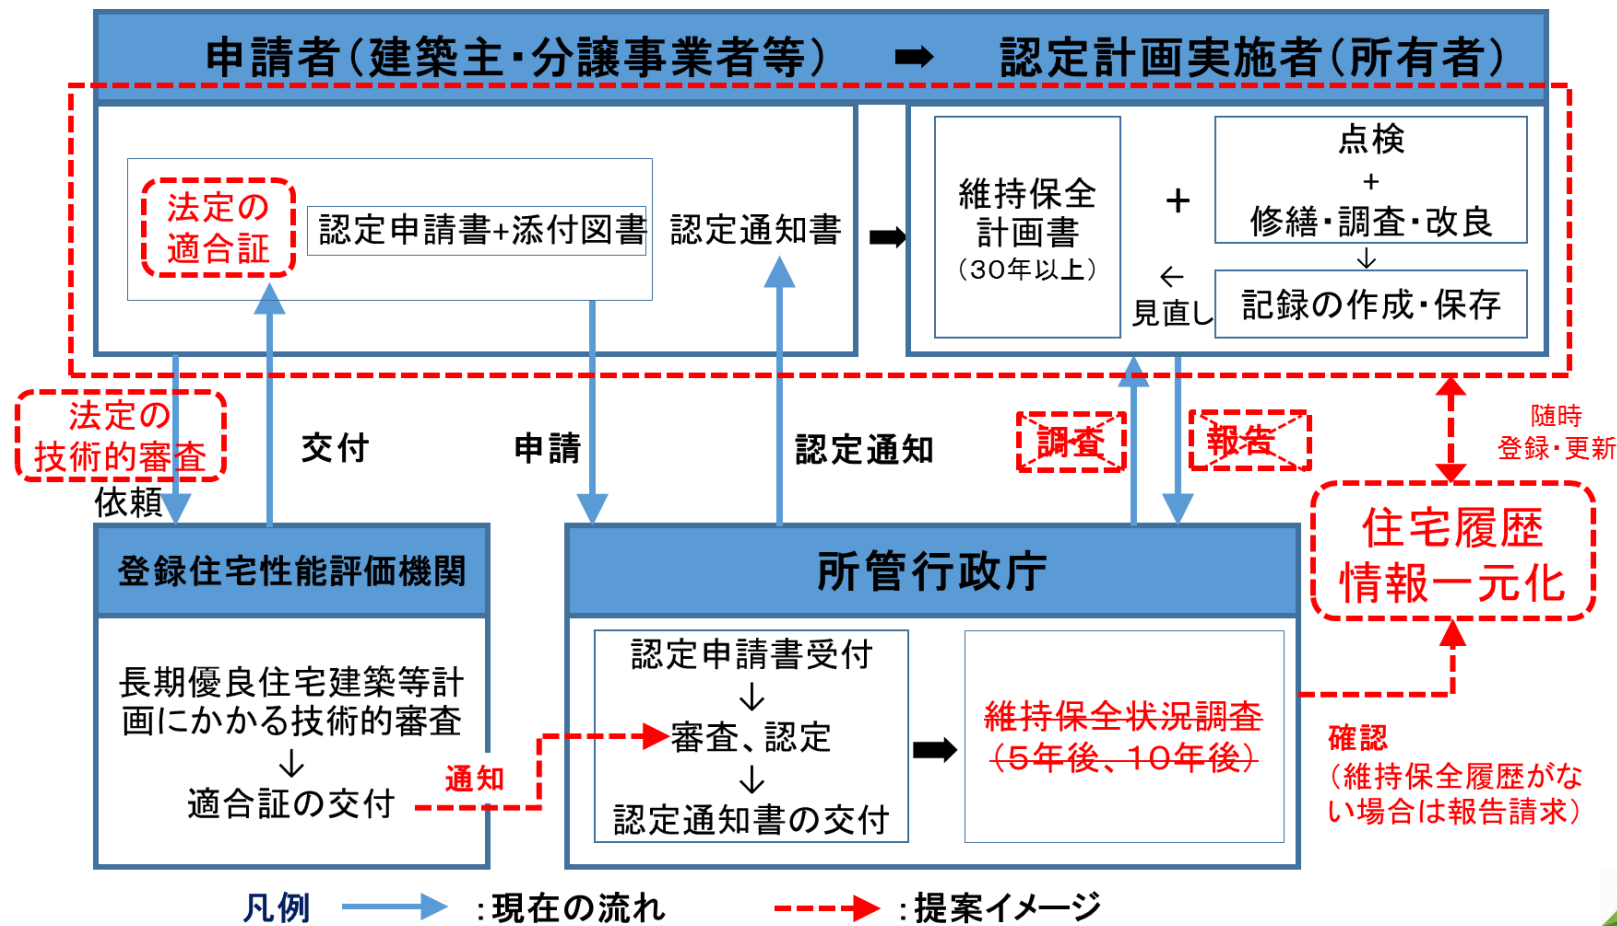 申請者（建築主・分譲事業者等）　➡　認定計画実施者（所有者）
法定の
適合証
認定申請書+添付図書
認定通知書
➡
維持保全
計画書
（30年以上）
+
点検
+
修繕・調査・改良
↓
記録の作成・保存
←
見直し
法定の
技術的審査
依頼
交付
申請
認定通知
調査
報告
随時
登録・更新
住宅履歴
情報一元化
登録住宅性能評価機関
長期優良住宅建築等計
画にかかる技術的審査
↓
適合証の交付
通知
所管行政庁
認定申請書受付
↓
審査、認定
↓
認定通知書の交付
➡
維持保全状況調査
（5年後、10年後）
確認
（維持保全履歴がな
い場合は報告請求）
凡例
：現在の流れ
：提案イメージ